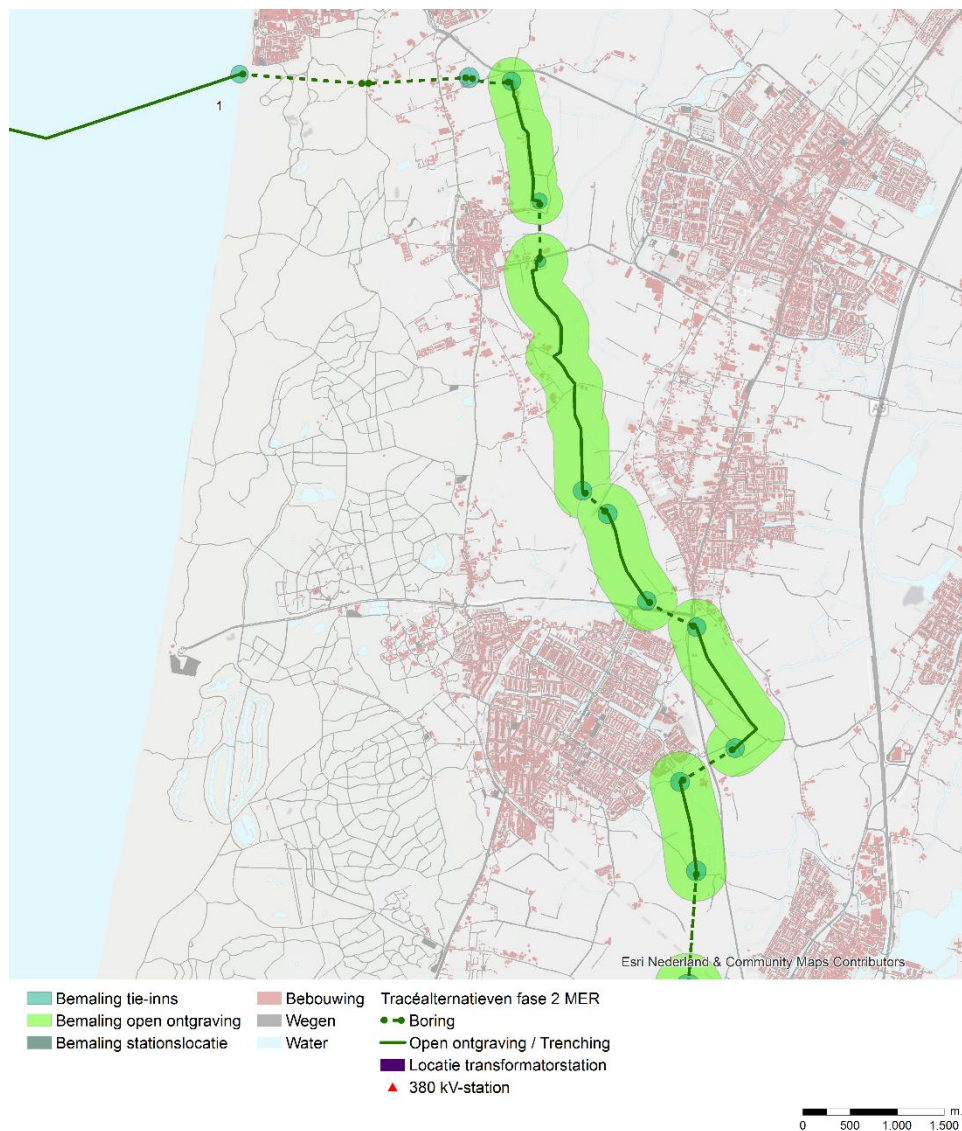 1
A9
Esri Nederland & Community Maps Contributors
Bemaling tie-inns
Bemaling open ontgraving
Bemaling stationslocatie
Bebouwing
Wegen
Water
Tracéalternatieven fase 2 MER
Boring
Open ontgraving / Trenching
Locatie transformatorstation
380 kV-station
m.
0 500 1.000 1.500